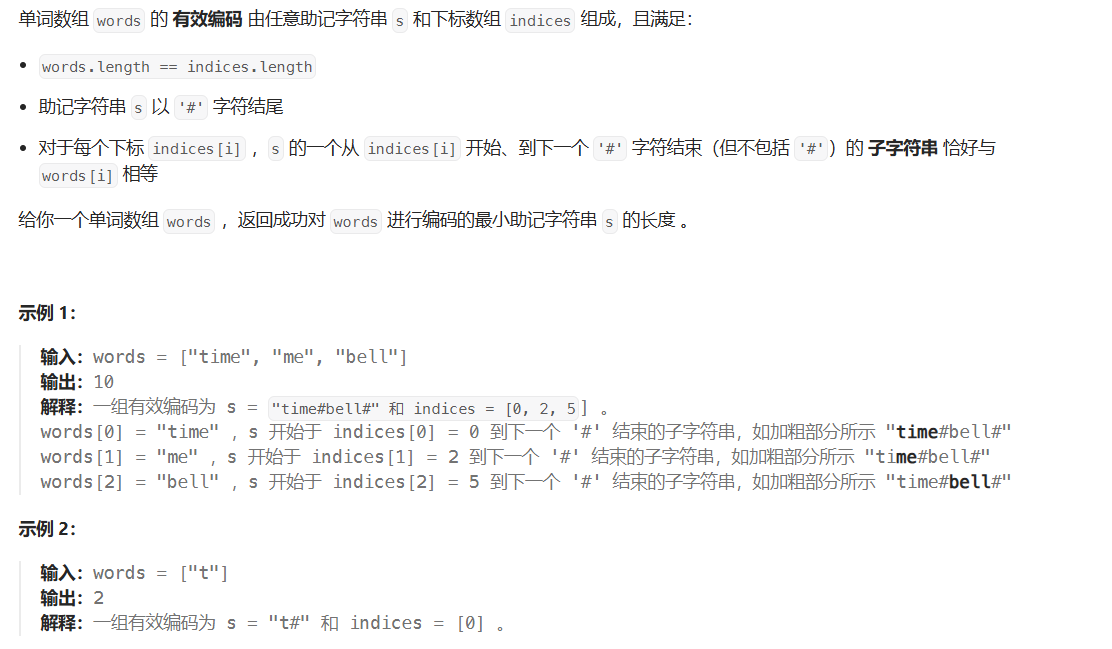 单词数组 words 的 有效编码 由任意助记字符串 s 和下标数组 indices 组成，且满足：
• words.length == indices.length
• 助记字符串 s 以 '#' 字符结尾
• 对于每个下标 indices[i] ，s 的一个从 indices[i] 开始、到下一个 '#' 字符结束（但不包括 '#'）的 子字符串 恰好与
words[i] 相等
给你一个单词数组 words ，返回成功对 words 进行编码的最小助记字符串 s 的长度 。
示例 1：
输入：words = ["time", "me", "bell"]
输出：10
解释：一组有效编码为 s = "time#bell#" 和 indices = [0, 2, 5] 。
words[0] = "time" ，s 开始于 indices[0] = 0 到下一个 '#' 结束的子字符串，如加粗部分所示 "time#bell#"
words[1] = "me" ，s 开始于 indices[1] = 2 到下一个 '#' 结束的子字符串，如加粗部分所示 "time#bell#"
words[2] = "bell" ，s 开始于 indices[2] = 5 到下一个 '#' 结束的子字符串，如加粗部分所示 "time#bell#"
示例 2：
输入：words = ["t"]
输出：2
解释：一组有效编码为 s = "t#" 和 indices = [0] 。